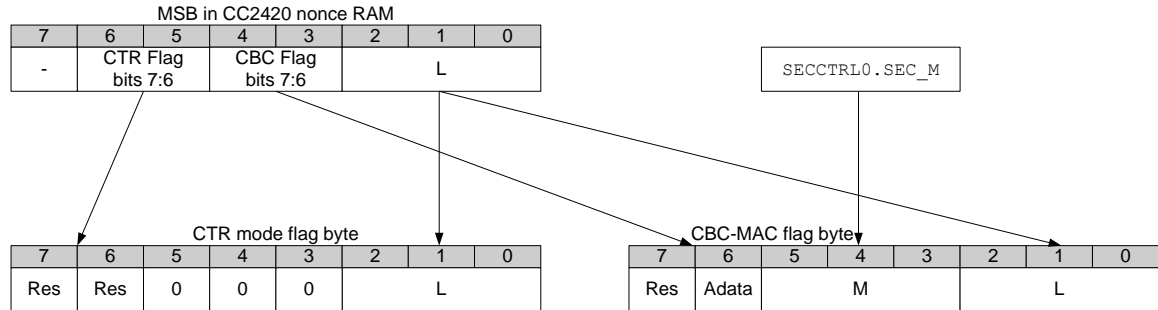 MSB in CC2420 nonce RAM
7 6 5 4 3 2 1 0
- CTR Flag bits 7:6 CBC Flag bits 7:6 L
SECCTRL0.SEC_M
CTR mode flag byte
7 6 5 4 3 2 1 0
Res Res 0 0 0 L
CBC-MAC flag byte
7 6 5 4 3 2 1 0
Res Adata M L